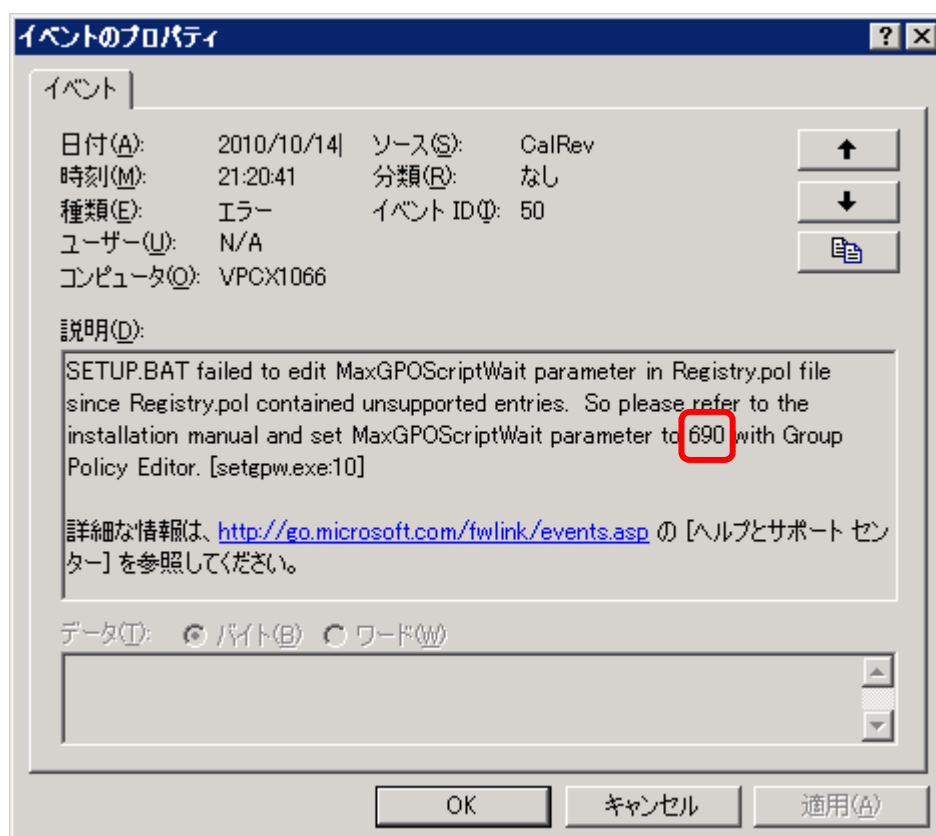 イベントのプロパティ
イベント
日付(A): 2010/10/14 ソース(S): CalRev
時刻(M): 21:20:41 分類(R): なし
種類(E): エラー イベント ID(I): 50
ユーザー(U): N/A
コンピュータ(O): VPCX1066
説明(D):
SETUP.BAT failed to edit MaxGPOScriptWait parameter in Registry.pol file
since Registry.pol contained unsupported entries. So please refer to the
installation manual and set MaxGPOScriptWait parameter to 690 with Group
Policy Editor. [setgpw.exe:10]
詳細な情報は、http://go.microsoft.com/fwlink/events.asp の [ヘルプとサポート セン
ター] を参照してください。
データ(T): バイト(B) ワード(W)
OK キャンセル 適用(A)